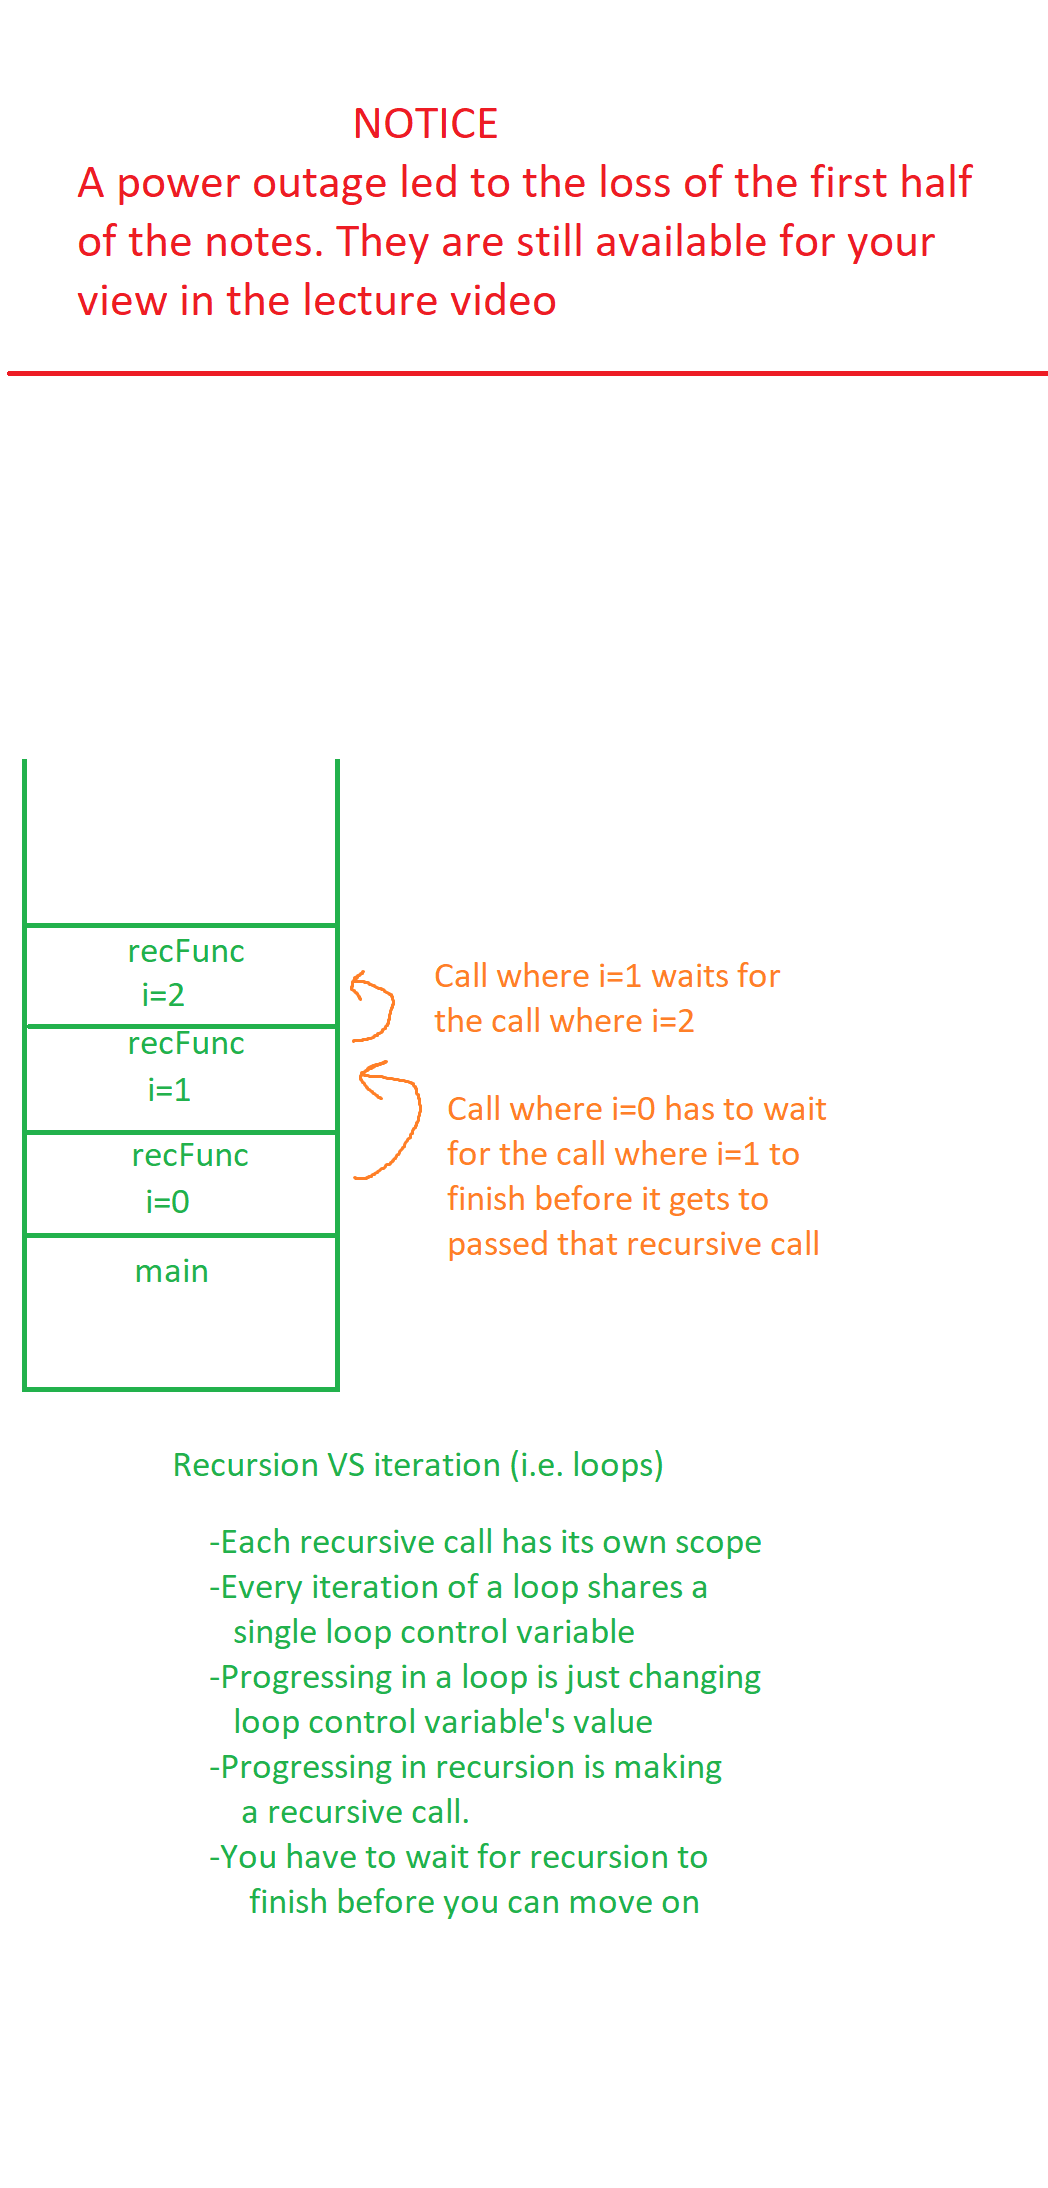 NOTICE
A power outage led to the loss of the first half
of the notes. They are still available for your
view in the lecture video
recFunc
i=2
recFunc
i=1
recFunc
i=0
main
Call where i=1 waits for
the call where i=2
Call where i=0 has to wait
for the call where i=1 to
finish before it gets to
passed that recursive call
Recursion VS iteration (i.e. loops)
-Each recursive call has its own scope
-Every iteration of a loop shares a
single loop control variable
-Progressing in a loop is just changing
loop control variable's value
-Progressing in recursion is making
a recursive call.
-You have to wait for recursion to
finish before you can move on